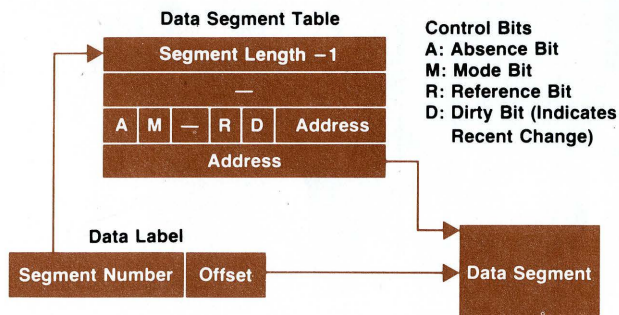 Data Segment Table
Segment Length −1
—
A M — R D Address
Address
Control Bits
A: Absence Bit
M: Mode Bit
R: Reference Bit
D: Dirty Bit (Indicates
Recent Change)
Data Label
Segment Number Offset
Data Segment